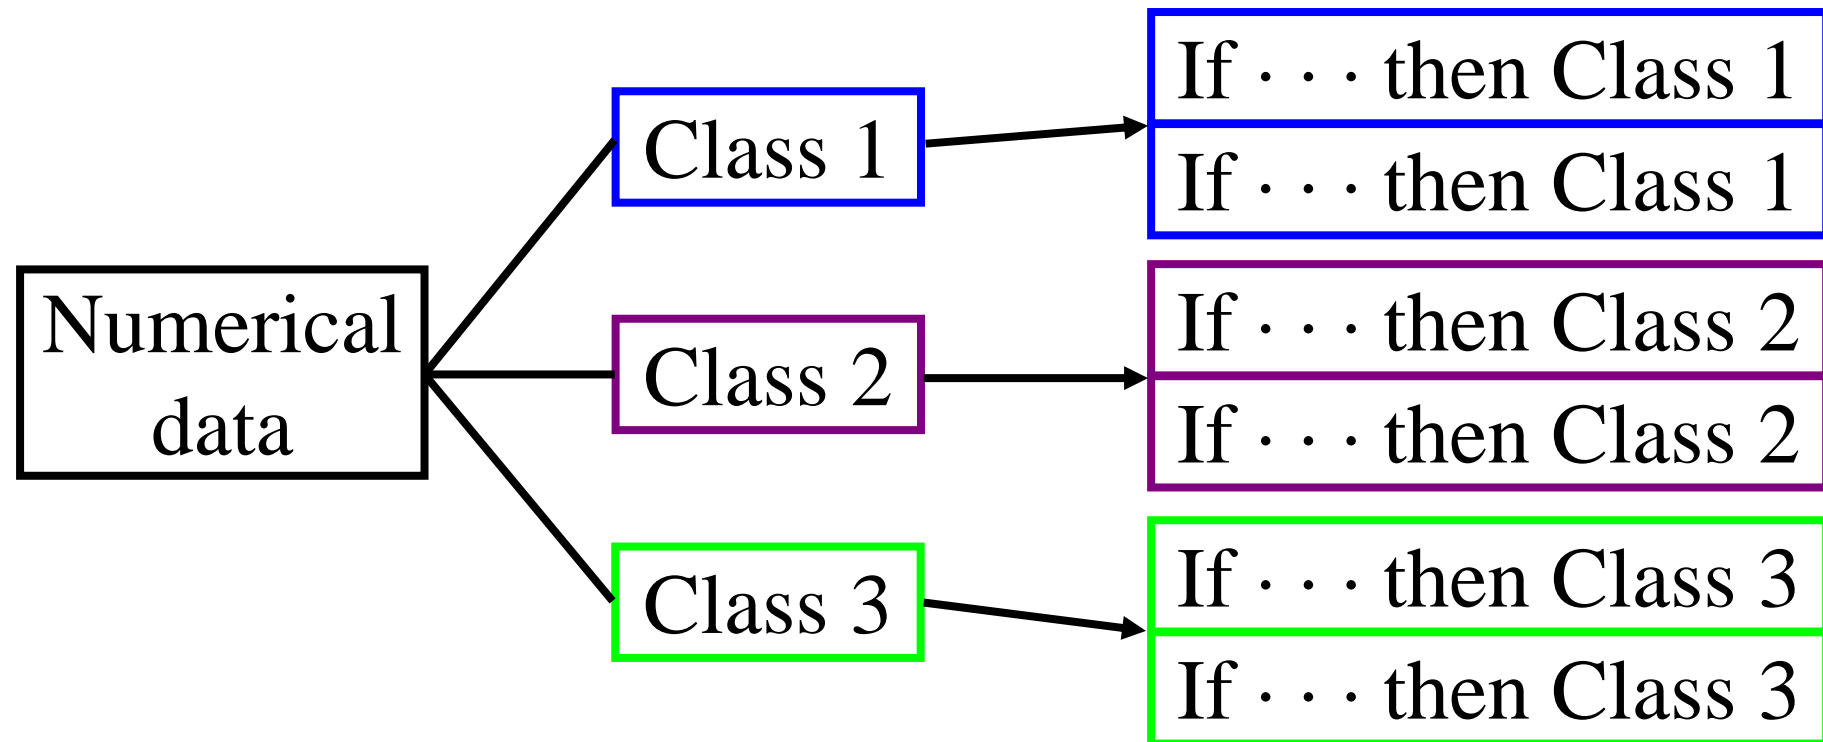 Numerical
data
Class 1
Class 2
Class 3
If · · · then Class 1
If · · · then Class 1
If · · · then Class 2
If · · · then Class 2
If · · · then Class 3
If · · · then Class 3